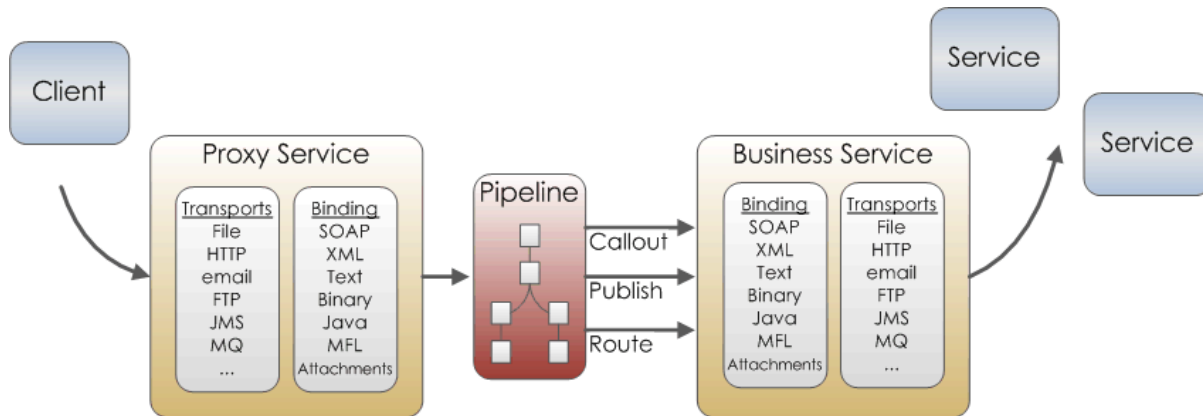 Client
Proxy Service
Transports
File
HTTP
email
FTP
JMS
MQ
...
Binding
SOAP
XML
Text
Binary
Java
MFL
Attachments
Pipeline
Callout
Publish
Route
Business Service
Binding
SOAP
XML
Text
Binary
Java
MFL
Attachments
Transports
File
HTTP
email
FTP
JMS
MQ
...
Service
Service